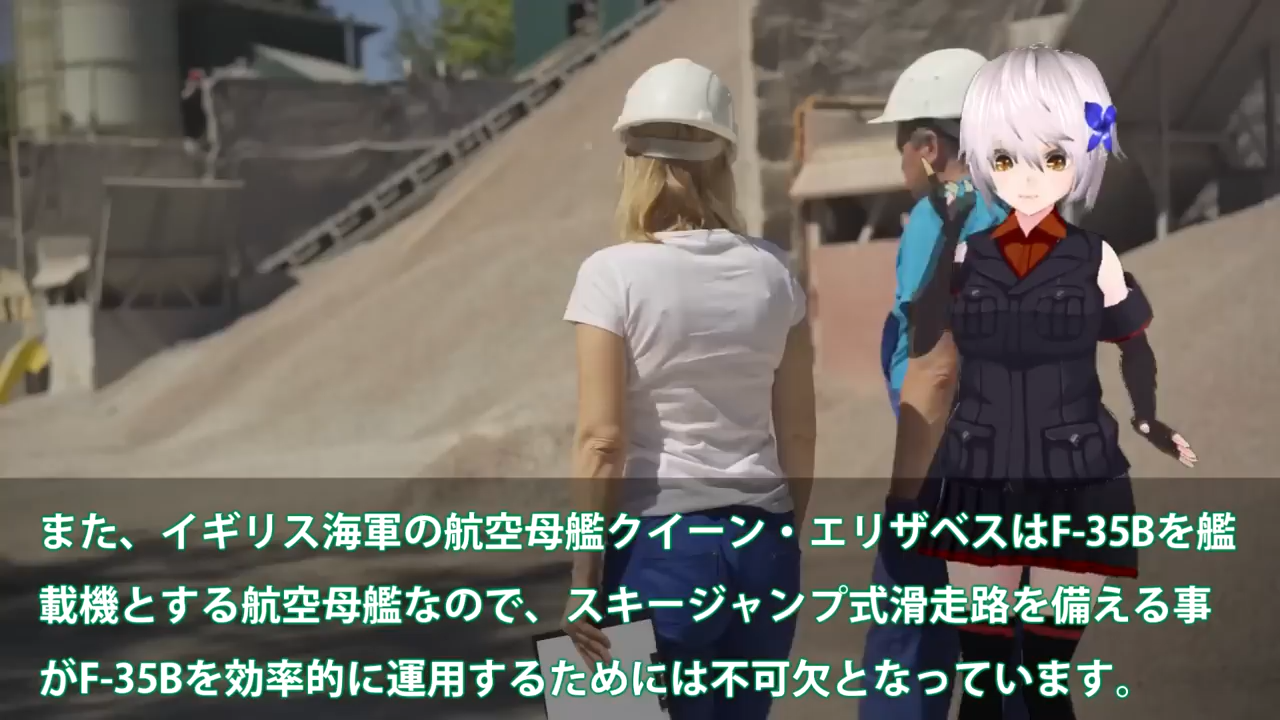 また、イギリス海軍の航空母艦クイーン・エリザベスはF-35Bを艦
載機とする航空母艦なので、スキージャンプ式滑走路を備える事
がF-35Bを効率的に運用するためには不可欠となっています。